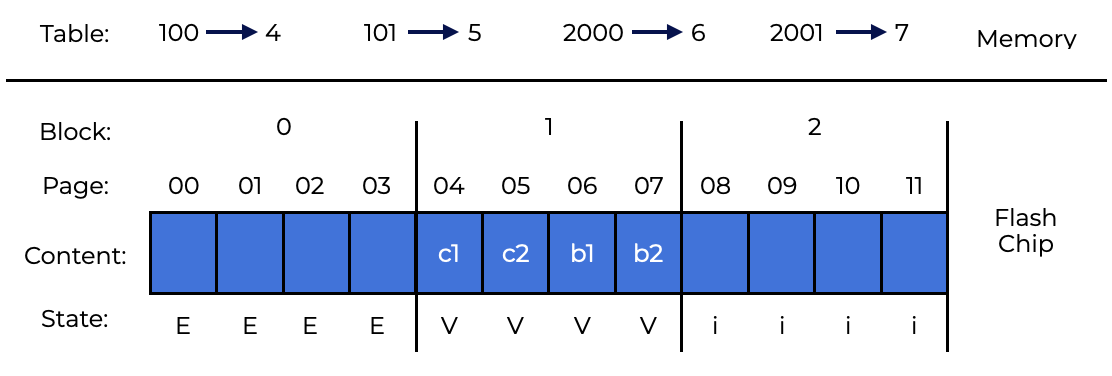 Table: 100 4 101 5 2000 6 2001 7 Memory
Block: 0 1 2
Page: 00 01 02 03 04 05 06 07 08 09 10 11
Flash
Chip
Content: c1 c2 b1 b2
State: E E E E V V V V i i i i